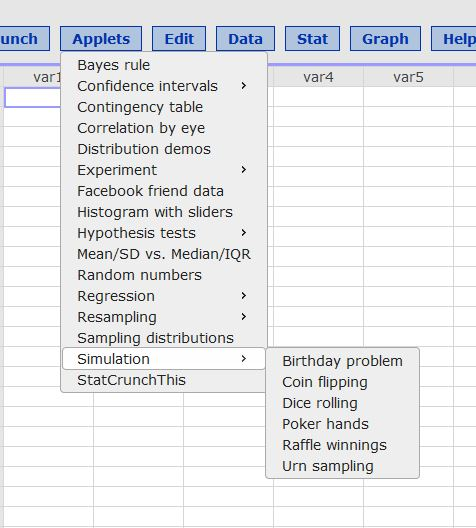 unch Applets Edit Data Stat Graph Help
var1 var4 var5
Bayes rule
Confidence intervals
Contingency table
Correlation by eye
Distribution demos
Experiment
Facebook friend data
Histogram with sliders
Hypothesis tests
Mean/SD vs. Median/IQR
Random numbers
Regression
Resampling
Sampling distributions
Simulation
StatCrunchThis
Birthday problem
Coin flipping
Dice rolling
Poker hands
Raffle winnings
Urn sampling